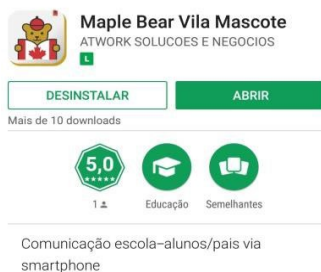 Maple Bear Vila Mascote
ATWORK SOLUCOES E NEGOCIOS
L
DESINSTALAR
ABRIR
Mais de 10 downloads
5,0
1
Educação
Semelhantes
Comunicação escola–alunos/pais via
smartphone